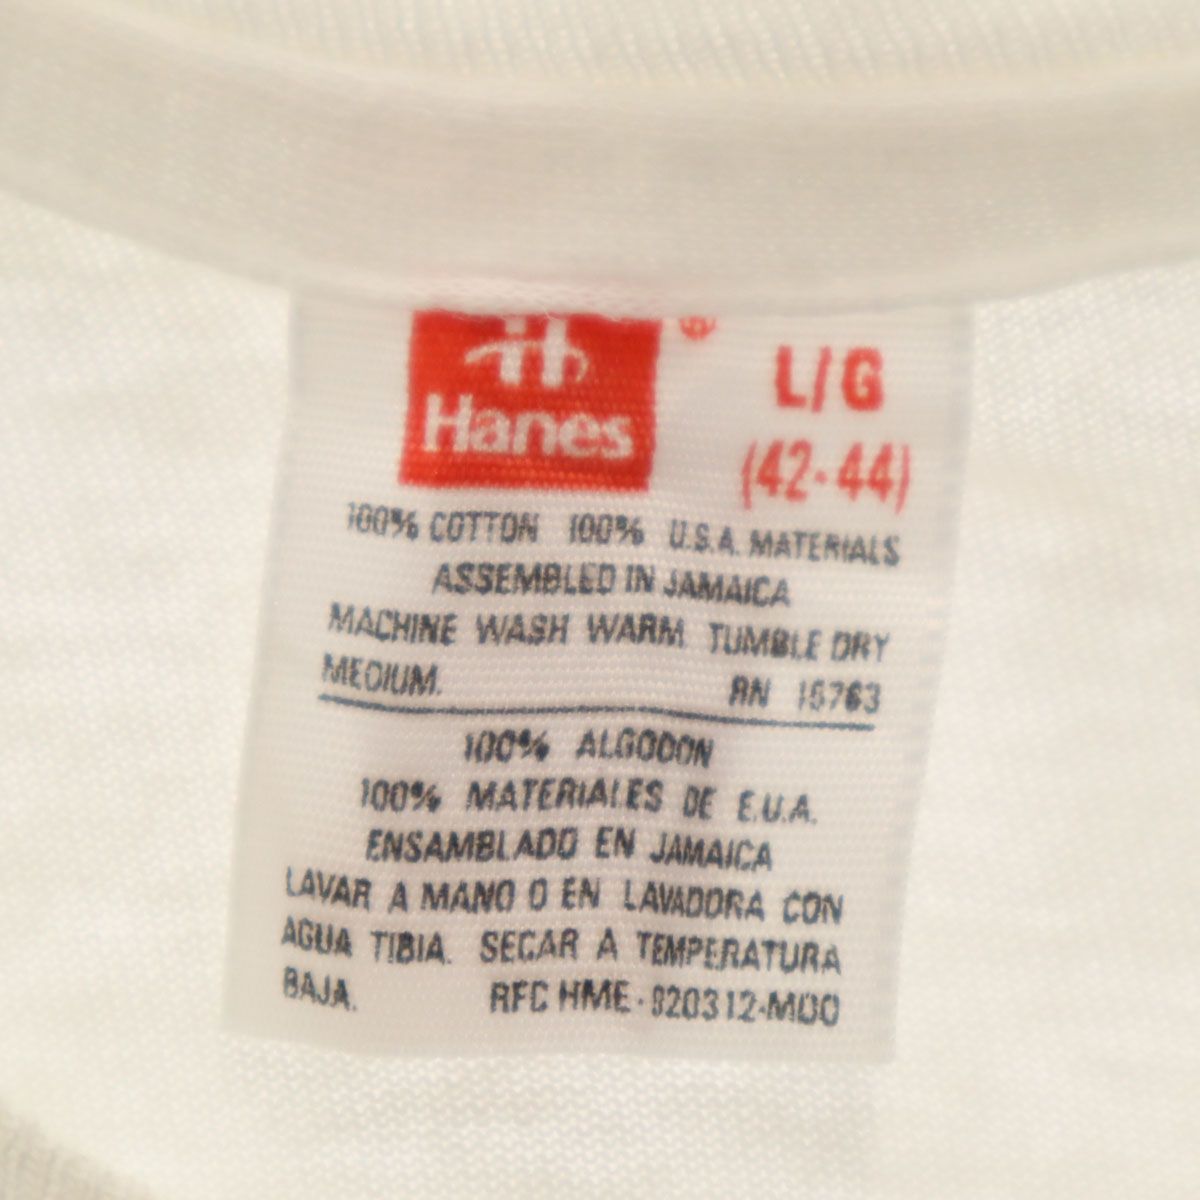 Hanes ®
L/G
(42-44)
100% COTTON 100% U.S.A. MATERIALS
ASSEMBLED IN JAMAICA
MACHINE WASH WARM. TUMBLE DRY
MEDIUM. RN 15763
100% ALGODON
100% MATERIALES DE E.U.A.
ENSAMBLADO EN JAMAICA
LAVAR A MANO O EN LAVADORA CON
AGUA TIBIA. SECAR A TEMPERATURA
BAJA. RFC HME-920312-MD0